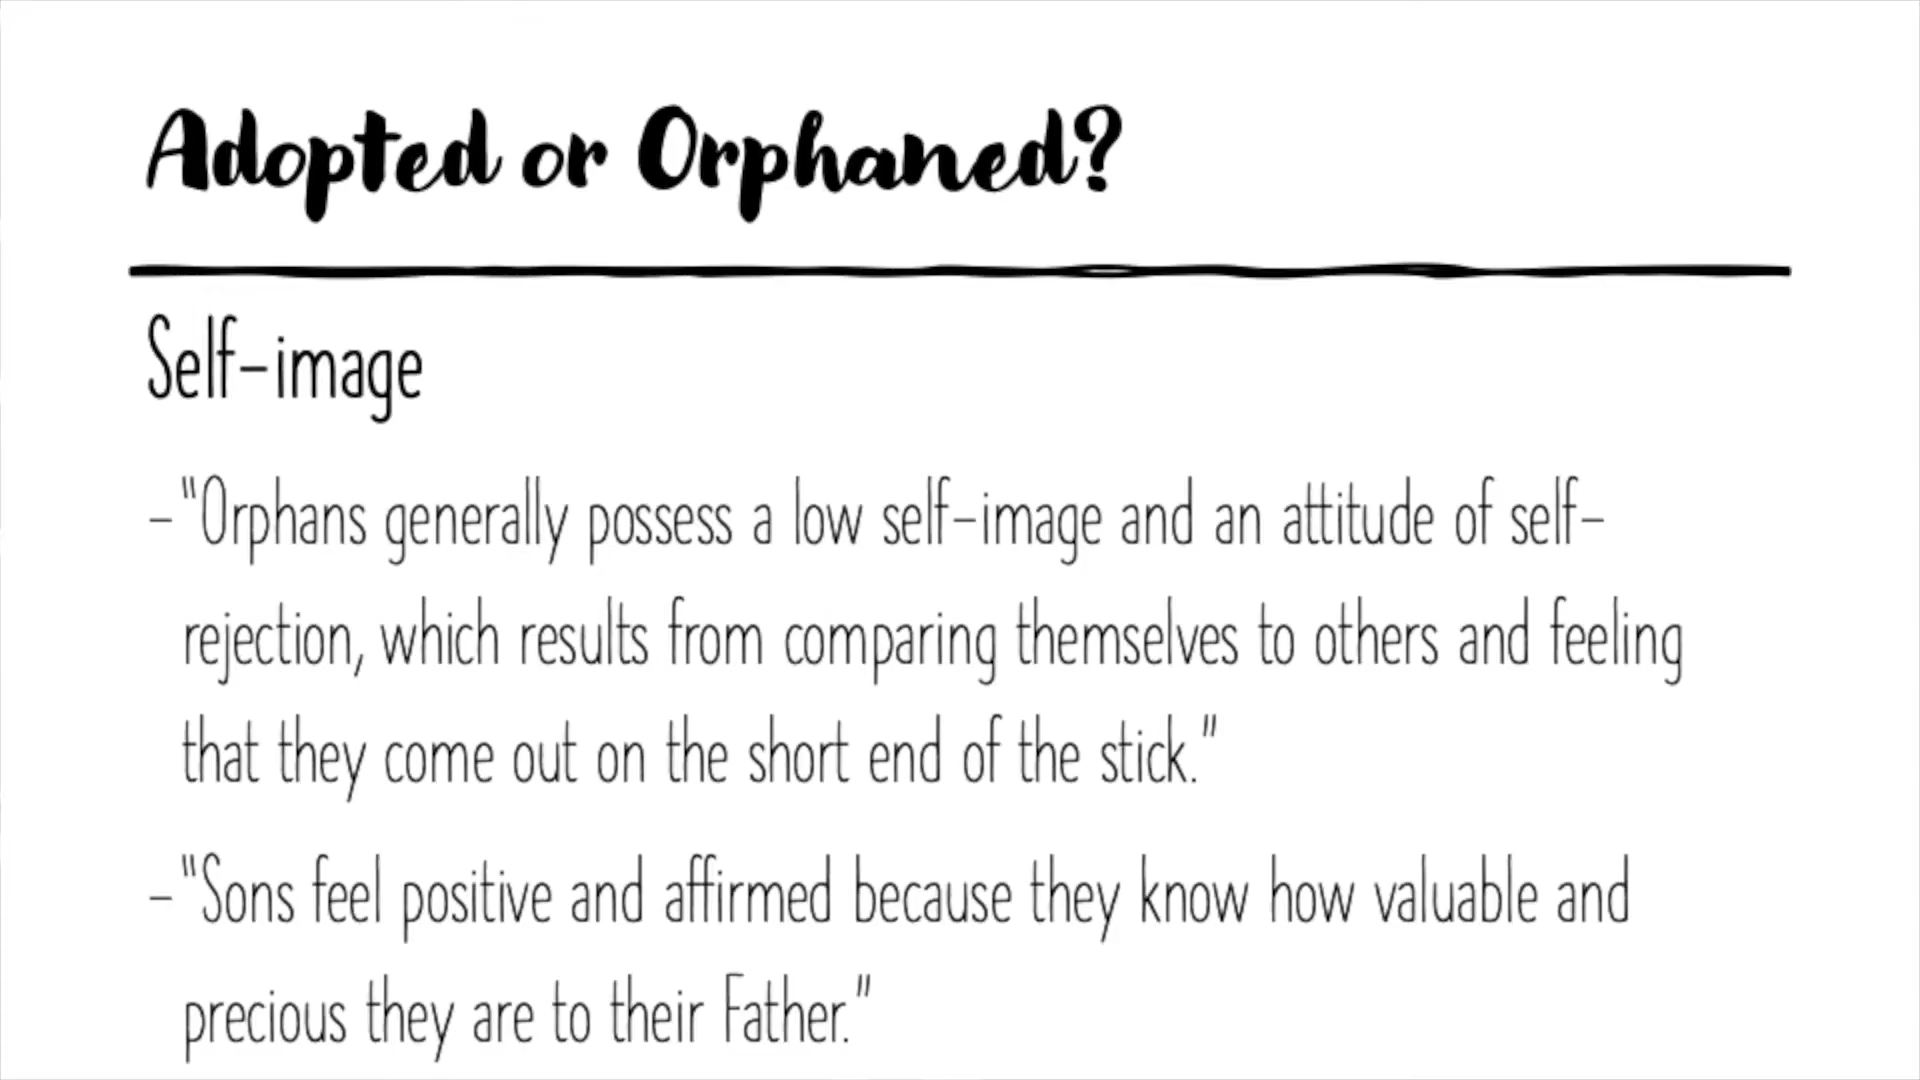 Adopted or Orphaned?
Self-image
-"Orphans generally possess a low self-image and an attitude of self-
rejection, which results from comparing themselves to others and feeling
that they come out on the short end of the stick."
-"Sons feel positive and affirmed because they know how valuable and
precious they are to their Father."